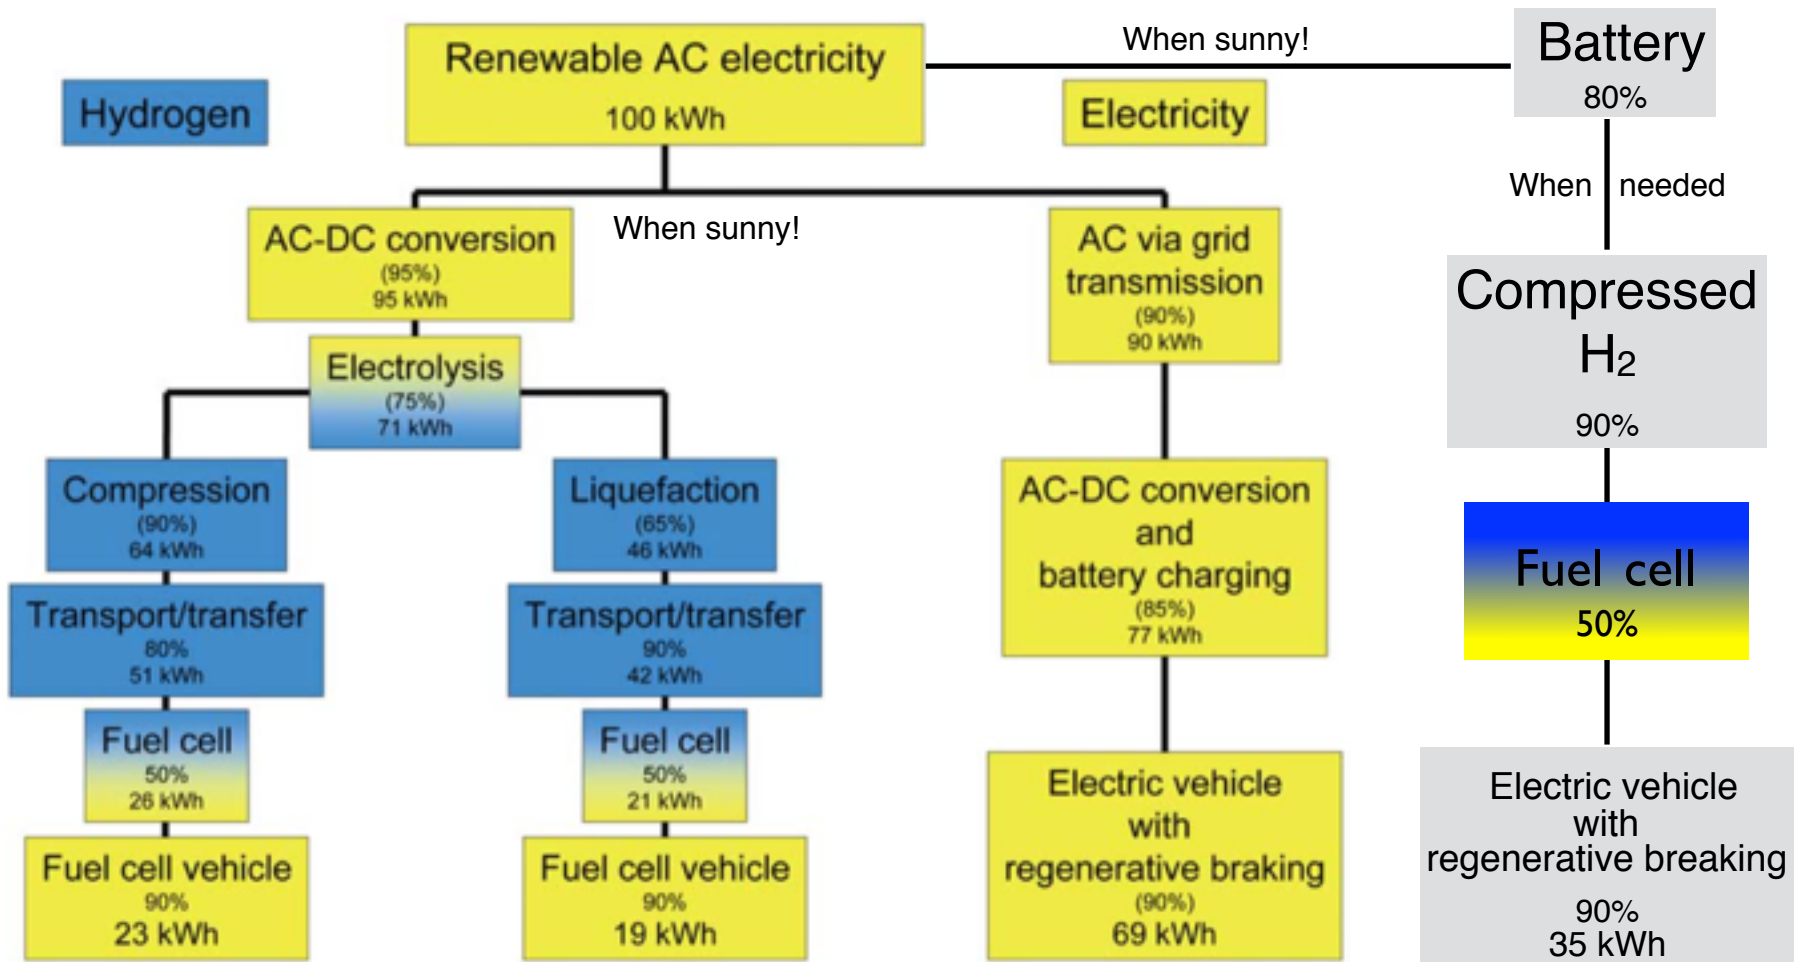 Renewable AC electricity
100 kWh
When sunny!
Battery
80%
Hydrogen
Electricity
When needed
When sunny!
AC-DC conversion
(95%)
95 kWh
Electrolysis
(75%)
71 kWh
Compression
(90%)
64 kWh
Transport/transfer
80%
51 kWh
Fuel cell
50%
26 kWh
Fuel cell vehicle
90%
23 kWh
Liquefaction
(65%)
46 kWh
Transport/transfer
90%
42 kWh
Fuel cell
50%
21 kWh
Fuel cell vehicle
90%
19 kWh
AC via grid
transmission
(90%)
90 kWh
AC-DC conversion
and
battery charging
(85%)
77 kWh
Electric vehicle
with
regenerative braking
(90%)
69 kWh
Compressed
H₂
90%
Fuel cell
50%
Electric vehicle
with
regenerative breaking
90%
35 kWh